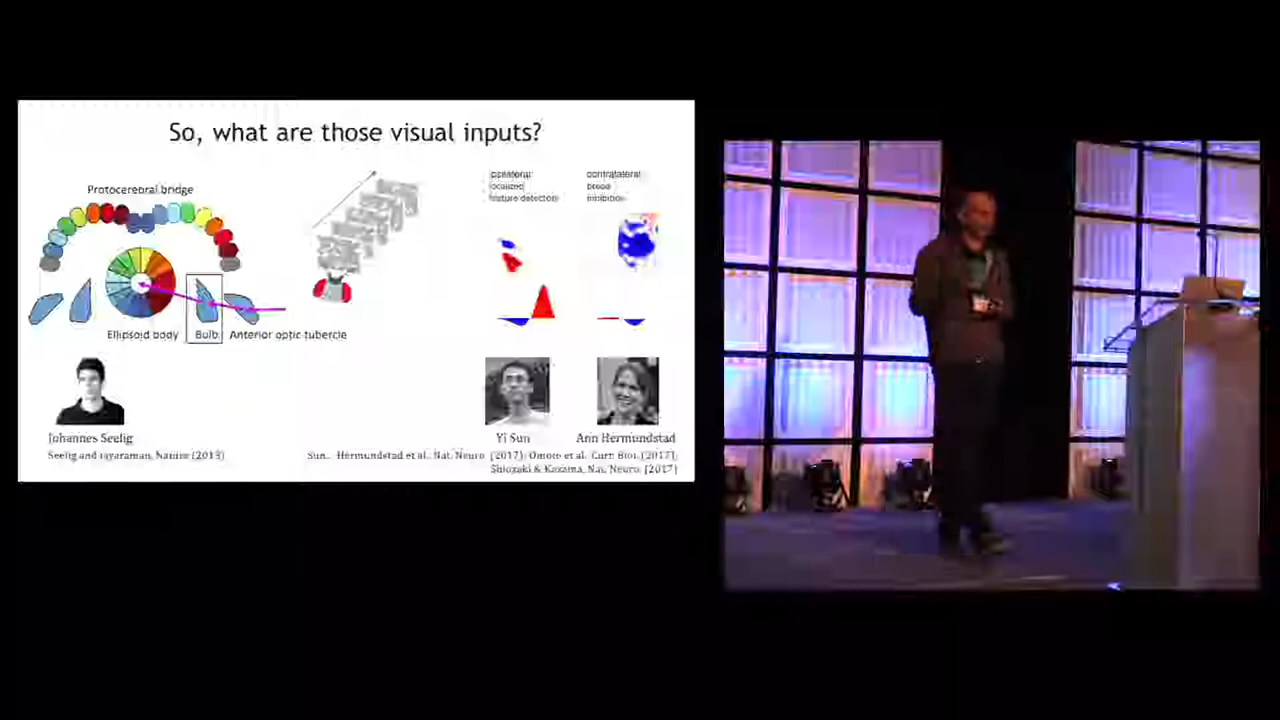 So, what are those visual inputs?
Protocerebral bridge
ipsilateral
localized
feature detection
contralateral
broad
inhibition
Ellipsoid body
Bulb
Anterior optic tubercle
Johannes Seelig
Seelig and Jayaraman, Nature (2013)
Yi Sun
Ann Hermundstad
Sun.. Hermundstad et al. Nat. Neuro. (2017); Omoto et al. Curr. Biol. (2017);
Shiozaki & Kazama, Nat. Neuro. (2017)